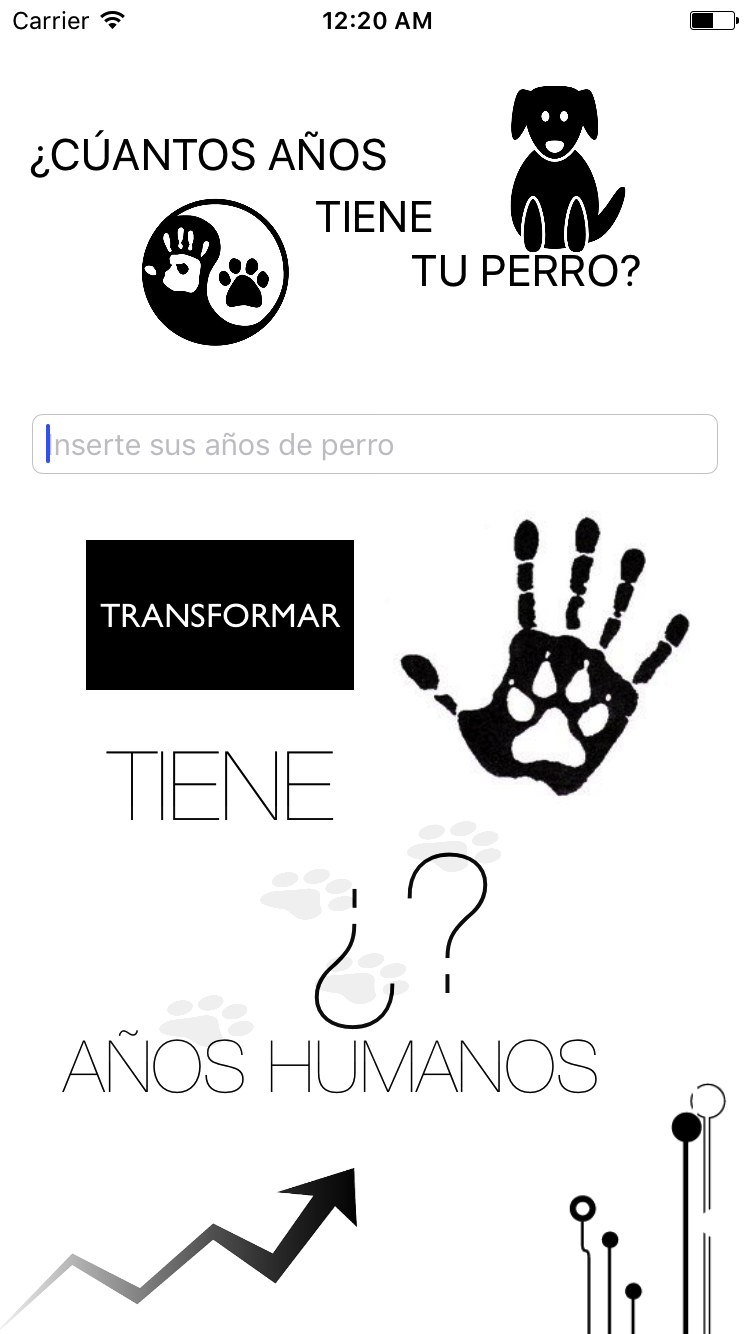 Carrier 12:20 AM
¿CÚANTOS AÑOS
TIENE
TU PERRO?
Inserte sus años de perro
TRANSFORMAR
TIENE
¿?
AÑOS HUMANOS